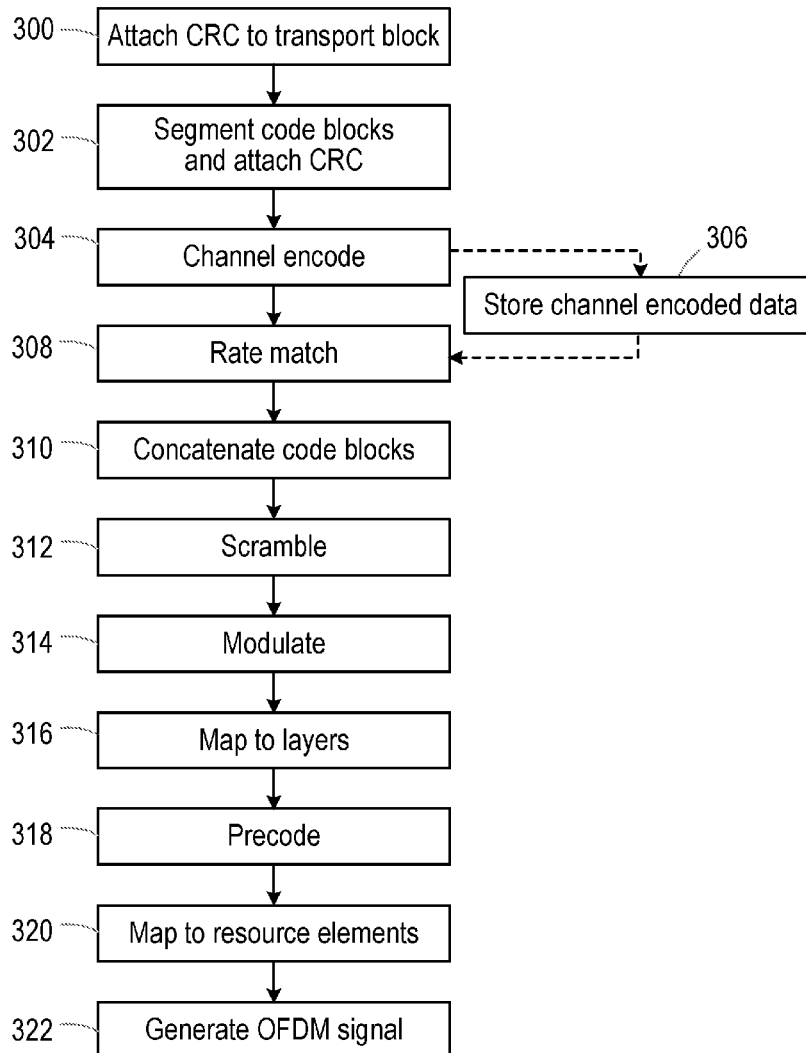 300
Attach CRC to transport block
302
Segment code blocks
and attach CRC
304
Channel encode
306
Store channel encoded data
308
Rate match
310
Concatenate code blocks
312
Scramble
314
Modulate
316
Map to layers
318
Precode
320
Map to resource elements
322
Generate OFDM signal